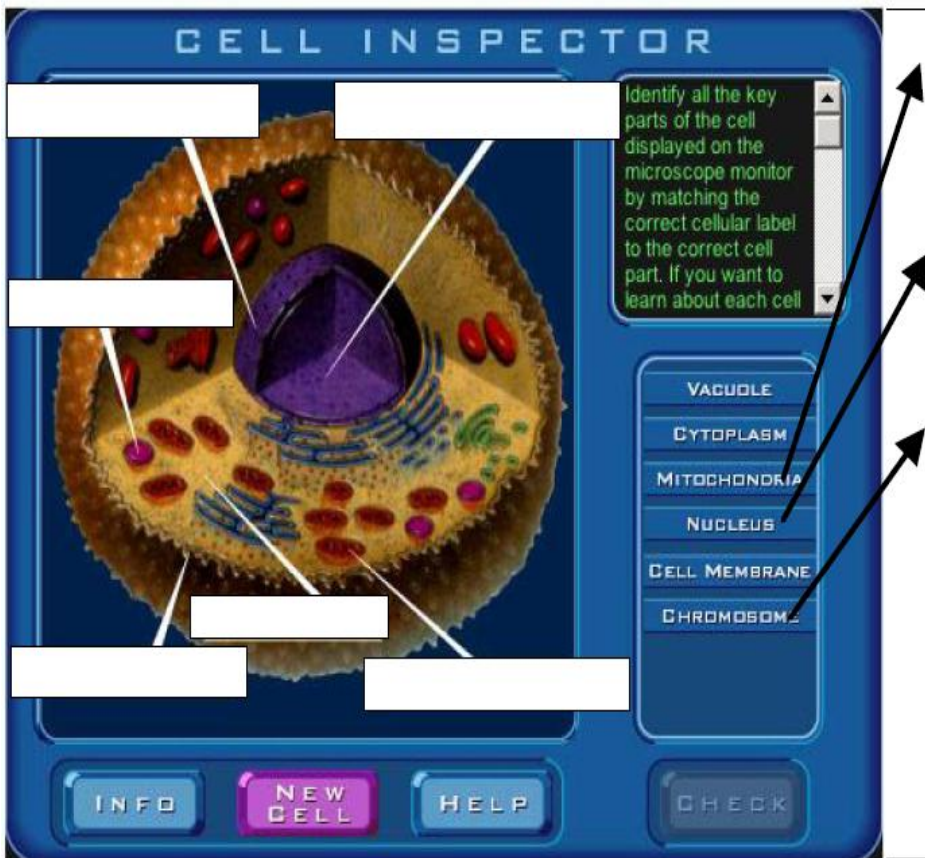 CELL INSPECTOR
Identify all the key
parts of the cell
displayed on the
microscope monitor
by matching the
correct cellular label
to the correct cell
part. If you want to
learn about each cell
VACUOLE
CYTOPLASM
MITOCHONDRIA
NUCLEUS
CELL MEMBRANE
CHROMOSOME
INFO
NEW
CELL
HELP
CHECK